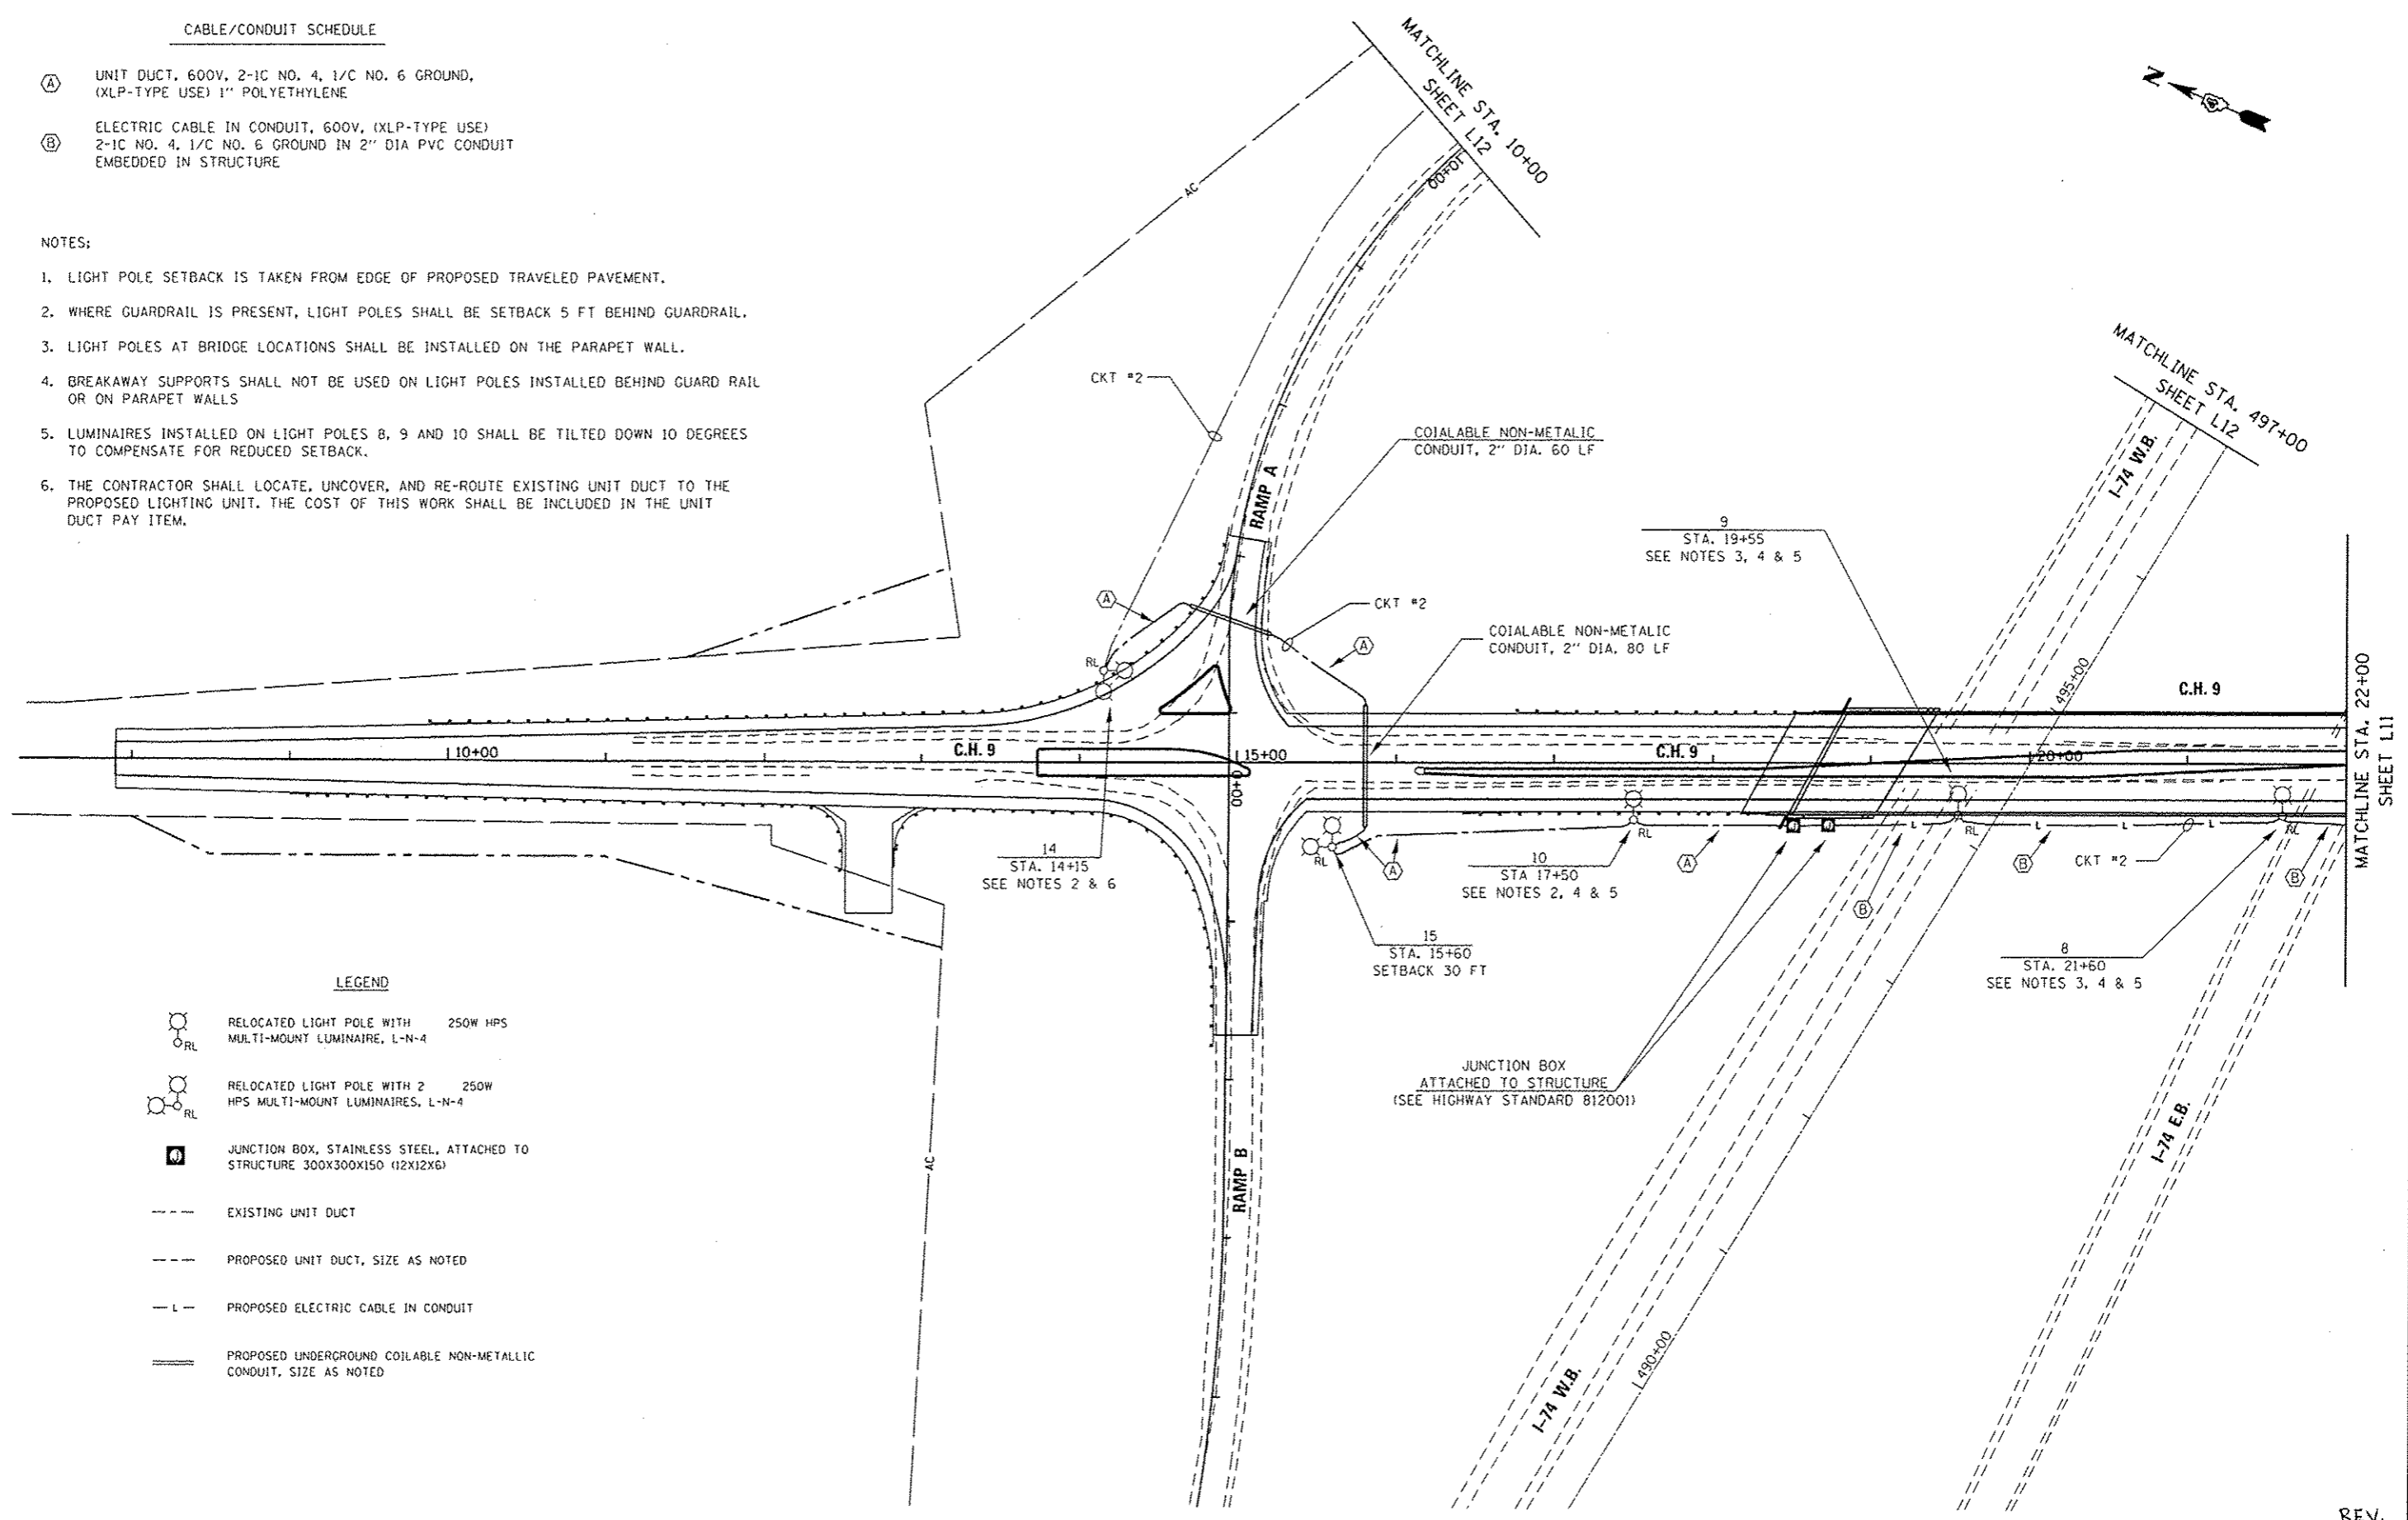 CABLE/CONDUIT SCHEDULE
A
UNIT DUCT, 600V, 2-1C NO. 4, 1/C NO. 6 GROUND,
(XLP-TYPE USE) 1" POLYETHYLENE
B
ELECTRIC CABLE IN CONDUIT, 600V, (XLP-TYPE USE)
2-1C NO. 4, 1/C NO. 6 GROUND IN 2" DIA PVC CONDUIT
EMBEDDED IN STRUCTURE
NOTES:
1. LIGHT POLE SETBACK IS TAKEN FROM EDGE OF PROPOSED TRAVELED PAVEMENT.
2. WHERE GUARDRAIL IS PRESENT, LIGHT POLES SHALL BE SETBACK 5 FT BEHIND GUARDRAIL.
3. LIGHT POLES AT BRIDGE LOCATIONS SHALL BE INSTALLED ON THE PARAPET WALL.
4. BREAKAWAY SUPPORTS SHALL NOT BE USED ON LIGHT POLES INSTALLED BEHIND GUARD RAIL
OR ON PARAPET WALLS
5. LUMINAIRES INSTALLED ON LIGHT POLES 8, 9 AND 10 SHALL BE TILTED DOWN 10 DEGREES
TO COMPENSATE FOR REDUCED SETBACK.
6. THE CONTRACTOR SHALL LOCATE, UNCOVER, AND RE-ROUTE EXISTING UNIT DUCT TO THE
PROPOSED LIGHTING UNIT. THE COST OF THIS WORK SHALL BE INCLUDED IN THE UNIT
DUCT PAY ITEM.
MATCHLINE STA. 10+00
SHEET L12
10+00
Z
AC
CKT #2
COIALABLE NON-METALIC
CONDUIT, 2" DIA. 60 LF
RAMP A
MATCHLINE STA. 497+00
SHEET L12
I-74 W.B.
9
STA. 19+55
SEE NOTES 3, 4 & 5
A
CKT #2
COIALABLE NON-METALIC
CONDUIT, 2" DIA. 80 LF
A
RL
495+00
C.H. 9
MATCHLINE STA. 22+00
SHEET L11
10+00
C.H. 9
15+00
C.H. 9
20+00
00+0
RL
RL
RL
RL
14
STA. 14+15
SEE NOTES 2 & 6
A
10
STA 17+50
SEE NOTES 2, 4 & 5
A
B
B
CKT #2
B
15
STA. 15+60
SETBACK 30 FT
8
STA. 21+60
SEE NOTES 3, 4 & 5
JUNCTION BOX
ATTACHED TO STRUCTURE
(SEE HIGHWAY STANDARD 812001)
L
L
L
L
AC
RAMP B
I-74 W.B.
490+00
I-74 E.B.
LEGEND
RL
RELOCATED LIGHT POLE WITH 250W HPS
MULTI-MOUNT LUMINAIRE, L-N-4
RL
RELOCATED LIGHT POLE WITH 2 250W
HPS MULTI-MOUNT LUMINAIRES, L-N-4
J
JUNCTION BOX, STAINLESS STEEL, ATTACHED TO
STRUCTURE 300X300X150 (12X12X6)
EXISTING UNIT DUCT
PROPOSED UNIT DUCT, SIZE AS NOTED
L
PROPOSED ELECTRIC CABLE IN CONDUIT
PROPOSED UNDERGROUND COILABLE NON-METALLIC
CONDUIT, SIZE AS NOTED
REV.